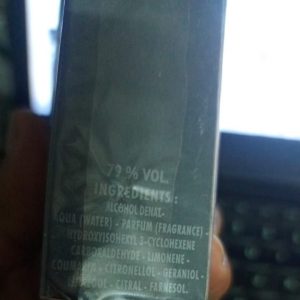 79 % VOL.
INGREDIENTS :
ALCOHOL DENAT.-
AQUA (WATER) - PARFUM (FRAGRANCE) -
HYDROXYISOHEXYL 3-CYCLOHEXENE
CARBOXALDEHYDE - LIMONENE -
COUMARIN - CITRONELLOL - GERANIOL -
LINALOOL - CITRAL - FARNESOL.